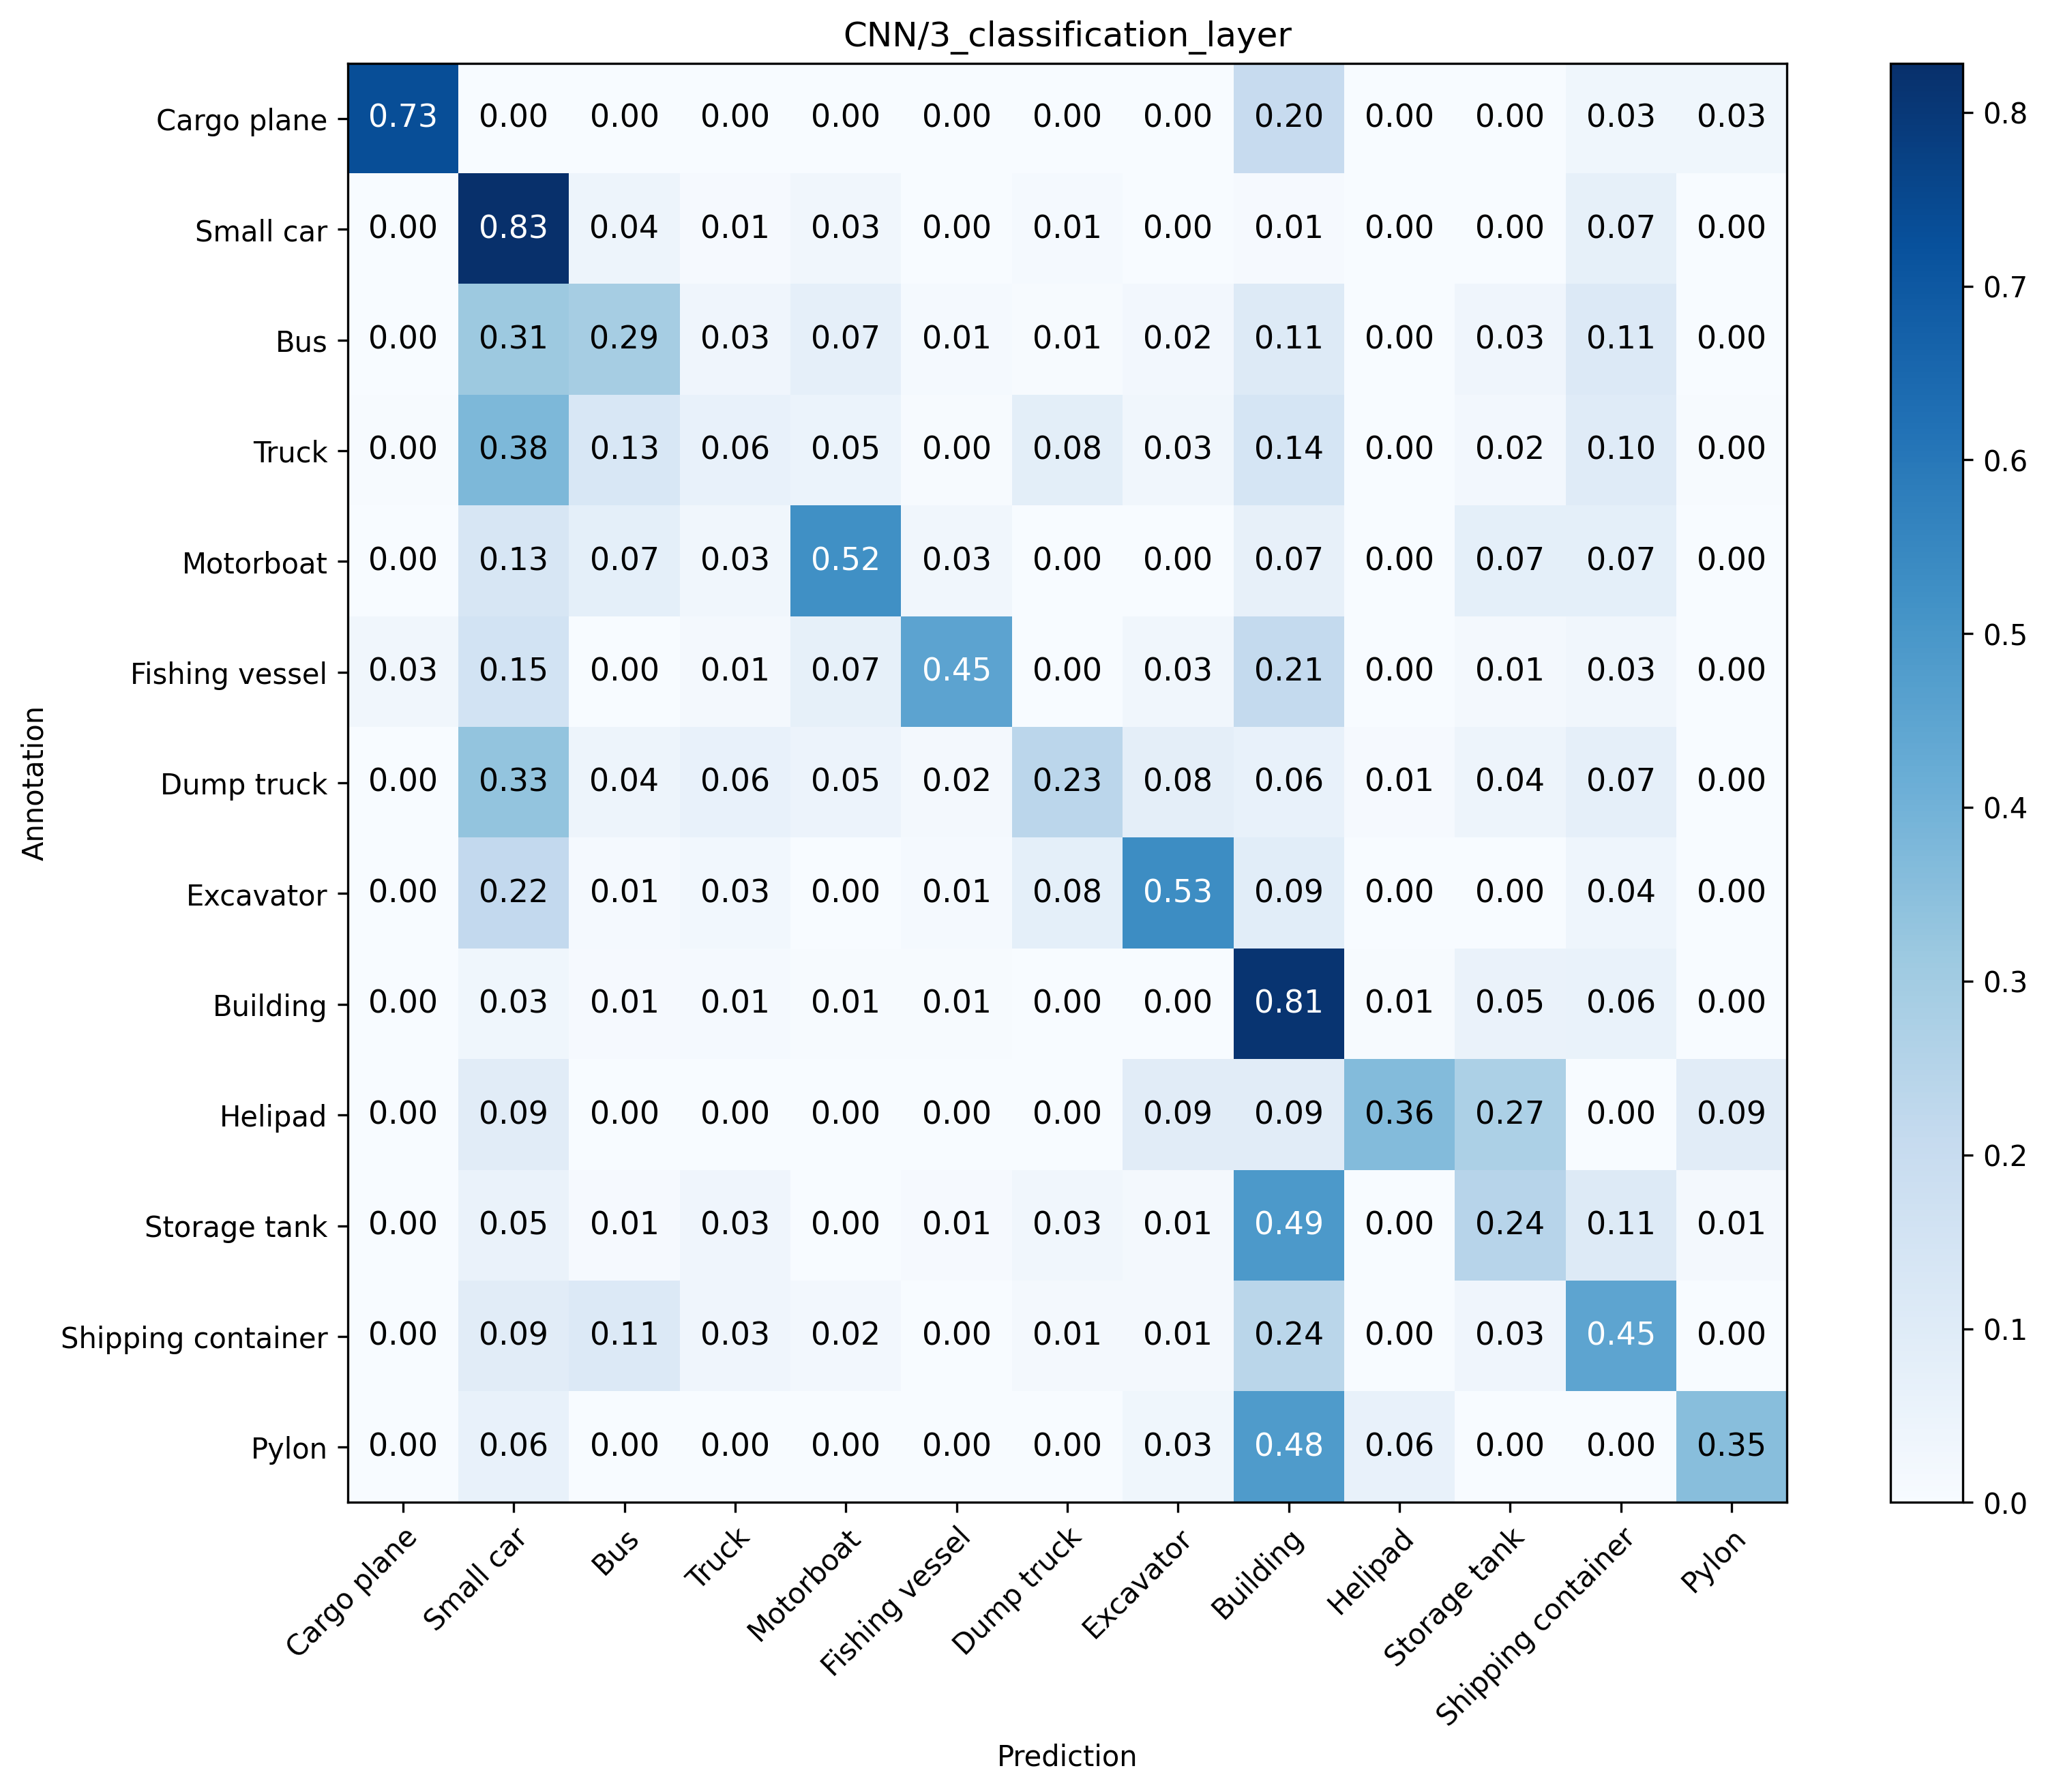 CNN/3_classification_layer
Cargo plane 0.73 0.00 0.00 0.00 0.00 0.00 0.00 0.00 0.20 0.00 0.00 0.03 0.03
Small car 0.00 0.83 0.04 0.01 0.03 0.00 0.01 0.00 0.01 0.00 0.00 0.07 0.00
Bus 0.00 0.31 0.29 0.03 0.07 0.01 0.01 0.02 0.11 0.00 0.03 0.11 0.00
Truck 0.00 0.38 0.13 0.06 0.05 0.00 0.08 0.03 0.14 0.00 0.02 0.10 0.00
Motorboat 0.00 0.13 0.07 0.03 0.52 0.03 0.00 0.00 0.07 0.00 0.07 0.07 0.00
Fishing vessel 0.03 0.15 0.00 0.01 0.07 0.45 0.00 0.03 0.21 0.00 0.01 0.03 0.00
Dump truck 0.00 0.33 0.04 0.06 0.05 0.02 0.23 0.08 0.06 0.01 0.04 0.07 0.00
Excavator 0.00 0.22 0.01 0.03 0.00 0.01 0.08 0.53 0.09 0.00 0.00 0.04 0.00
Building 0.00 0.03 0.01 0.01 0.01 0.01 0.00 0.00 0.81 0.01 0.05 0.06 0.00
Helipad 0.00 0.09 0.00 0.00 0.00 0.00 0.00 0.09 0.09 0.36 0.27 0.00 0.09
Storage tank 0.00 0.05 0.01 0.03 0.00 0.01 0.03 0.01 0.49 0.00 0.24 0.11 0.01
Shipping container 0.00 0.09 0.11 0.03 0.02 0.00 0.01 0.01 0.24 0.00 0.03 0.45 0.00
Pylon 0.00 0.06 0.00 0.00 0.00 0.00 0.00 0.03 0.48 0.06 0.00 0.00 0.35
Annotation
Cargo plane Small car Bus Truck Motorboat Fishing vessel Dump truck Excavator Building Helipad Storage tank Shipping container Pylon
Prediction
0.8
0.7
0.6
0.5
0.4
0.3
0.2
0.1
0.0